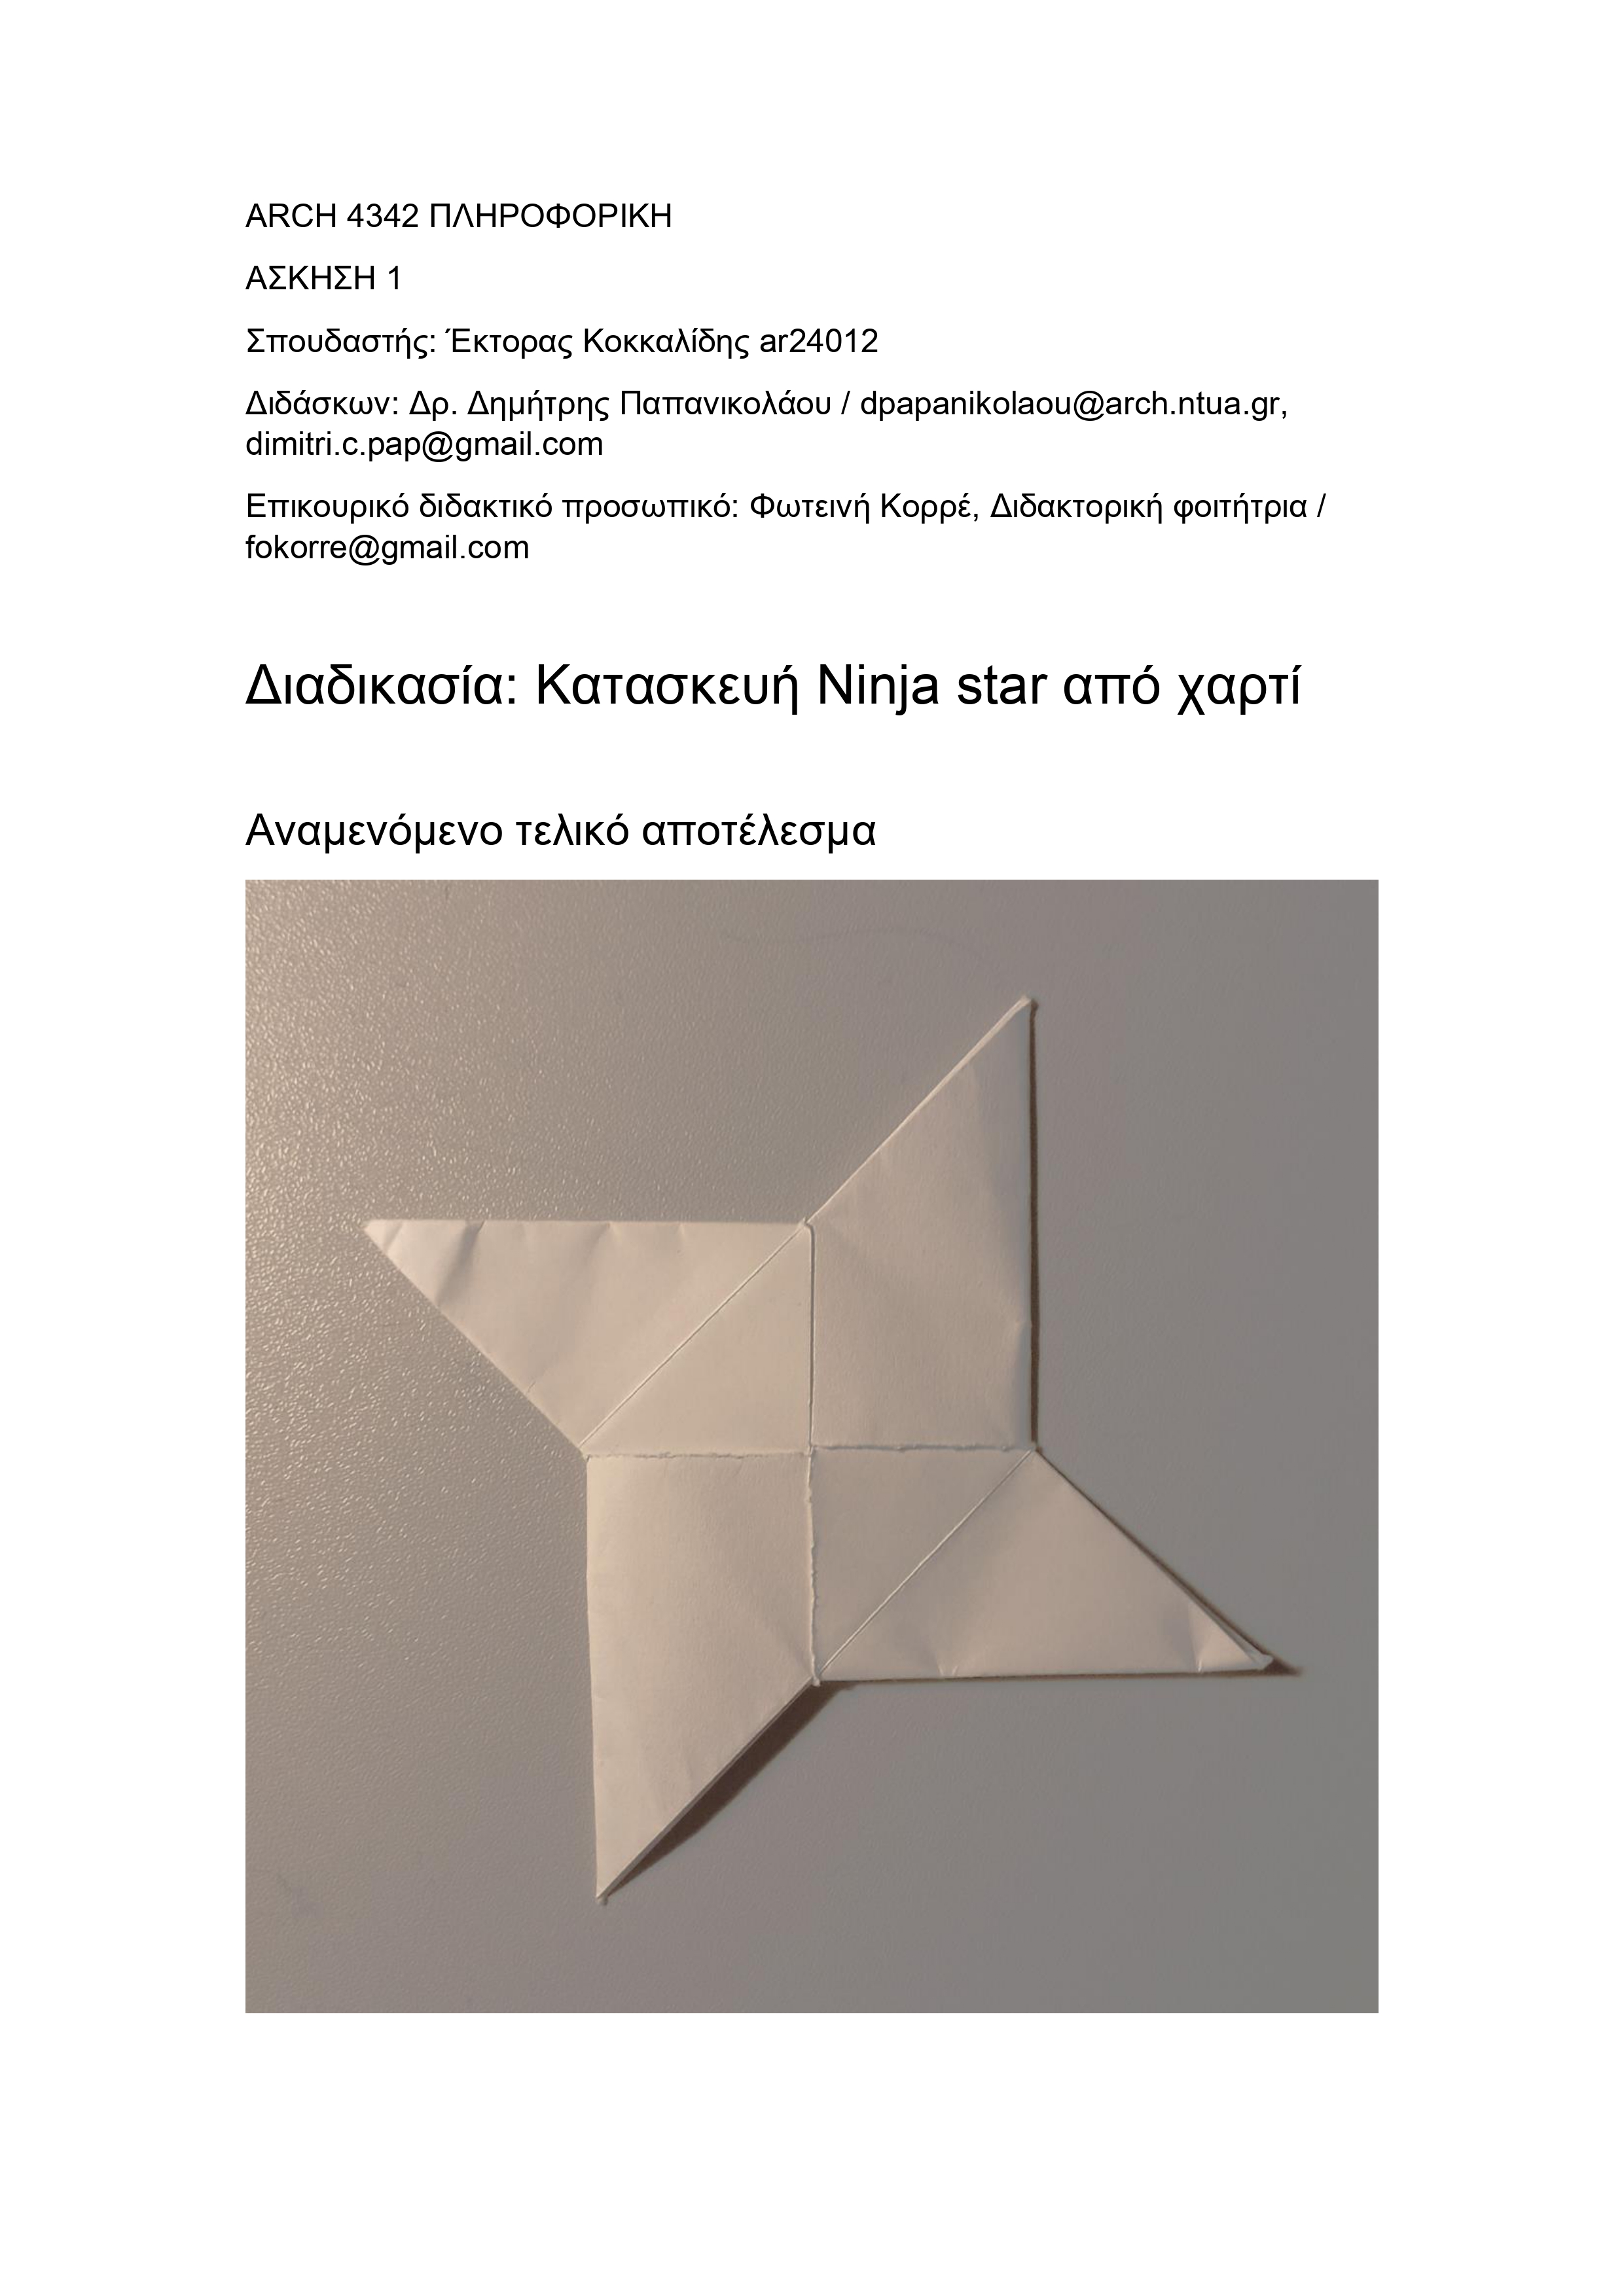 ARCH 4342 ΠΛΗΡΟΦΟΡΙΚΗ
ΑΣΚΗΣΗ 1
Σπουδαστής: Έκτορας Κοκκαλίδης ar24012
Διδάσκων: Δρ. Δημήτρης Παπανικολάου / dpapanikolaou@arch.ntua.gr,
dimitri.c.pap@gmail.com
Επικουρικό διδακτικό προσωπικό: Φωτεινή Κορρέ, Διδακτορική φοιτήτρια /
fokorre@gmail.com
Διαδικασία: Κατασκευή Ninja star από χαρτί
Αναμενόμενο τελικό αποτέλεσμα